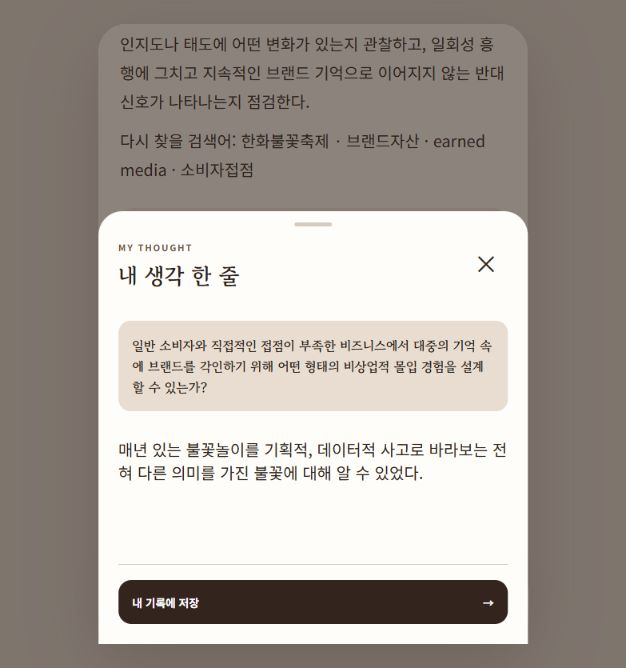 인지도나 태도에 어떤 변화가 있는지 관찰하고, 일회성 흥
행에 그치고 지속적인 브랜드 기억으로 이어지지 않는 반대
신호가 나타나는지 점검한다.
다시 찾을 검색어: 한화불꽃축제 · 브랜드자산 · earned
media · 소비자접점
MY THOUGHT
내 생각 한 줄
일반 소비자와 직접적인 접점이 부족한 비즈니스에서 대중의 기억 속
에 브랜드를 각인하기 위해 어떤 형태의 비상업적 몰입 경험을 설계
할 수 있는가?
매년 있는 불꽃놀이를 기획적, 데이터적 사고로 바라보는 전
혀 다른 의미를 가진 불꽃에 대해 알 수 있었다.
내 기록에 저장 →